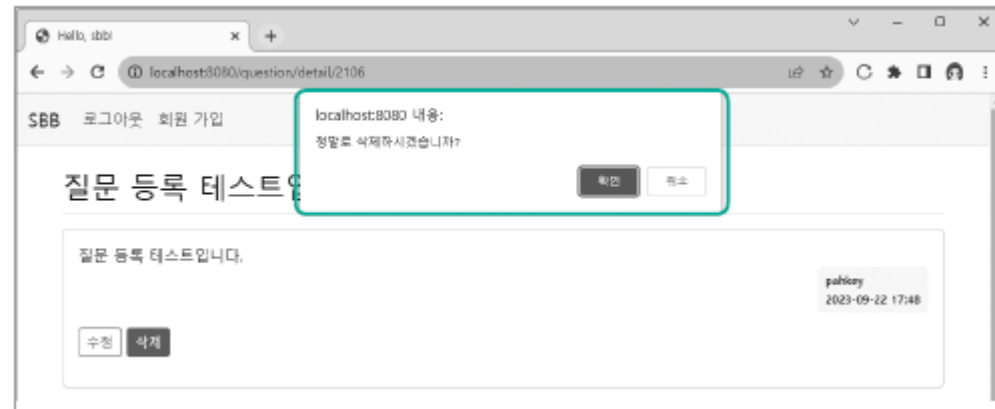 Hello, sbb!
localhost:8080/question/detail/2106
SBB 로그아웃 회원 가입
localhost:8080 내용:
정말로 삭제하시겠습니까?
확인 취소
질문 등록 테스트입
질문 등록 테스트입니다.
pahkey
2023-09-22 17:48
수정 삭제